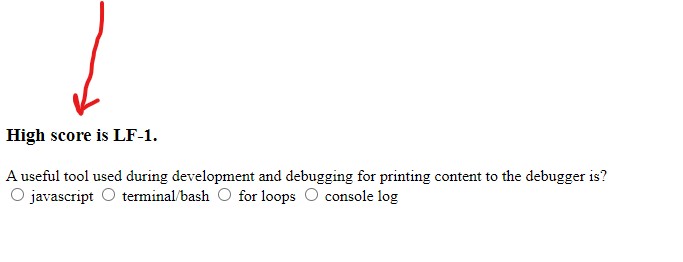 High score is LF-1.
A useful tool used during development and debugging for printing content to the debugger is?
javascript terminal/bash for loops console log